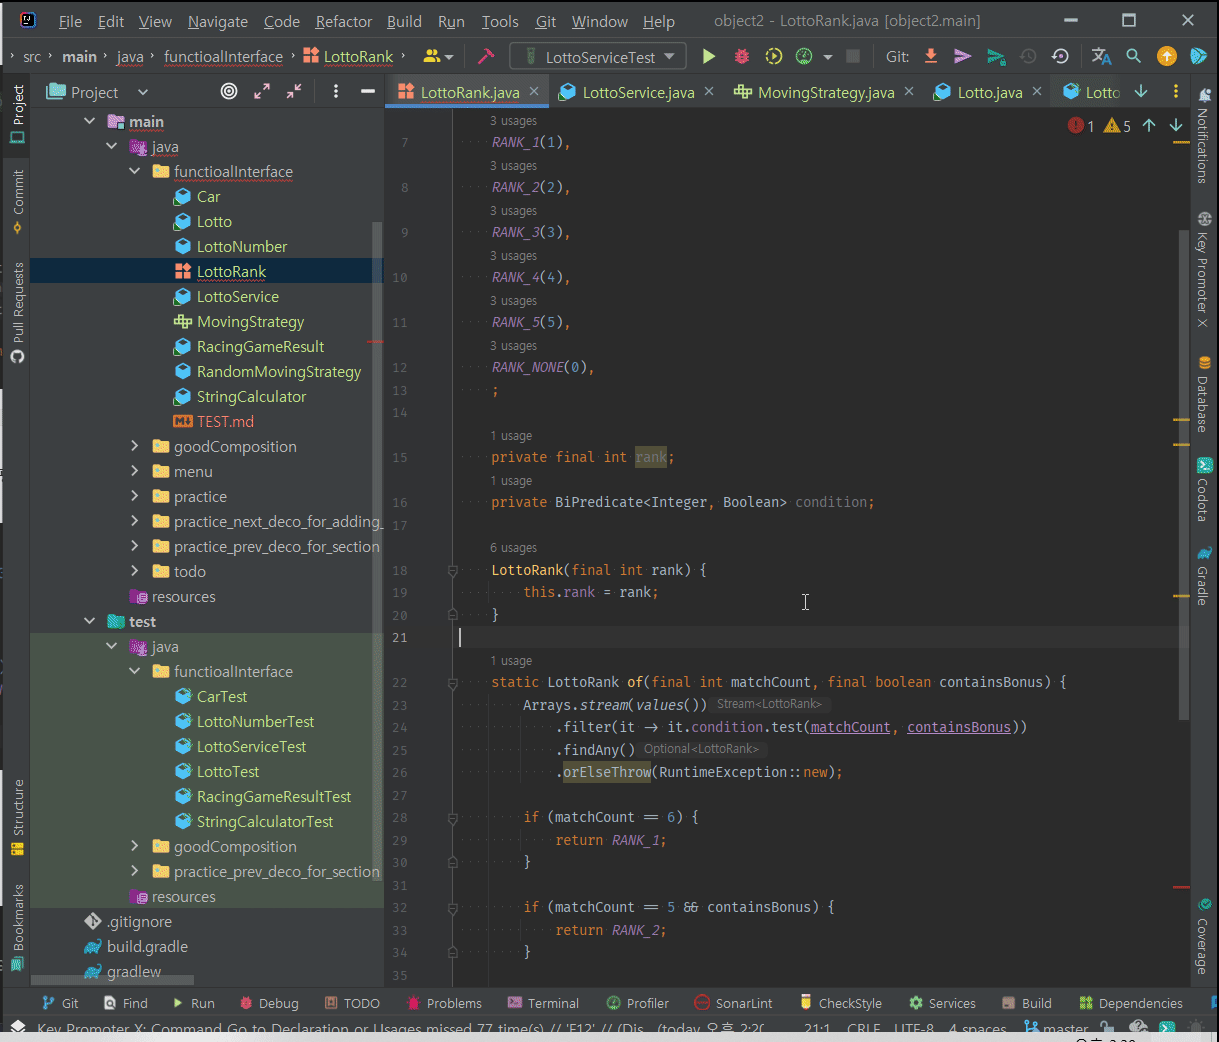 File Edit View Navigate Code Refactor Build Run Tools Git Window Help object2 - LottoRank.java [object2.main]
src main java functioalInterface LottoRank LottoServiceTest Git:
Project LottoRank.java LottoService.java MovingStrategy.java Lotto.java Lotto
main
java
functioalInterface
Car
Lotto
LottoNumber
LottoRank
LottoService
MovingStrategy
RacingGameResult
RandomMovingStrategy
StringCalculator
TEST.md
goodComposition
menu
practice
practice_next_deco_for_adding_
practice_prev_deco_for_section
todo
resources
test
java
functioalInterface
CarTest
LottoNumberTest
LottoServiceTest
LottoTest
RacingGameResultTest
StringCalculatorTest
goodComposition
practice_prev_deco_for_section
resources
.gitignore
build.gradle
gradlew
Project
Commit
Pull Requests
Structure
Bookmarks
1 5
3 usages
7 RANK_1(1),
3 usages
8 RANK_2(2),
3 usages
9 RANK_3(3),
3 usages
10 RANK_4(4),
3 usages
11 RANK_5(5),
3 usages
12 RANK_NONE(0),
13 ;
14
1 usage
15 private final int rank;
1 usage
16 private BiPredicate<Integer, Boolean> condition;
17
6 usages
18 LottoRank(final int rank) {
19 this.rank = rank;
20 }
21
1 usage
22 static LottoRank of(final int matchCount, final boolean containsBonus) {
23 Arrays.stream(values()) Stream<LottoRank>
24 .filter(it → it.condition.test(matchCount, containsBonus))
25 .findAny() Optional<LottoRank>
26 .orElseThrow(RuntimeException::new);
27
28 if (matchCount == 6) {
29 return RANK_1;
30 }
31
32 if (matchCount == 5 && containsBonus) {
33 return RANK_2;
34 }
35
Notifications
Key Promoter X
Database
Codota
Gradle
Coverage
Git Find Run Debug TODO Problems Terminal Profiler SonarLint CheckStyle Services Build Dependencies
Key Promoter X: Command Go to Declaration or Usages missed 77 time(s) // 'F12' // (Dis... (today 오후 2:20 21:1 CRLF UTF-8 4 spaces master